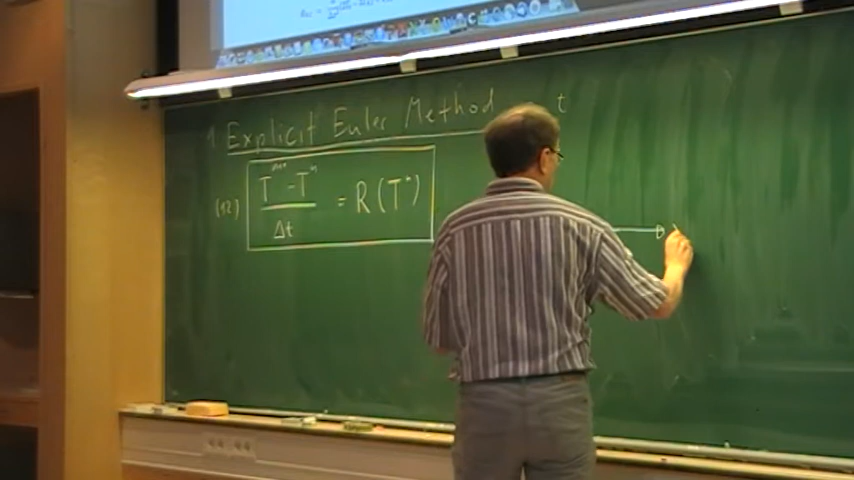 Explicit Euler Method
t
(12) T^{n+1} - T^n / Δt = R(T^n)